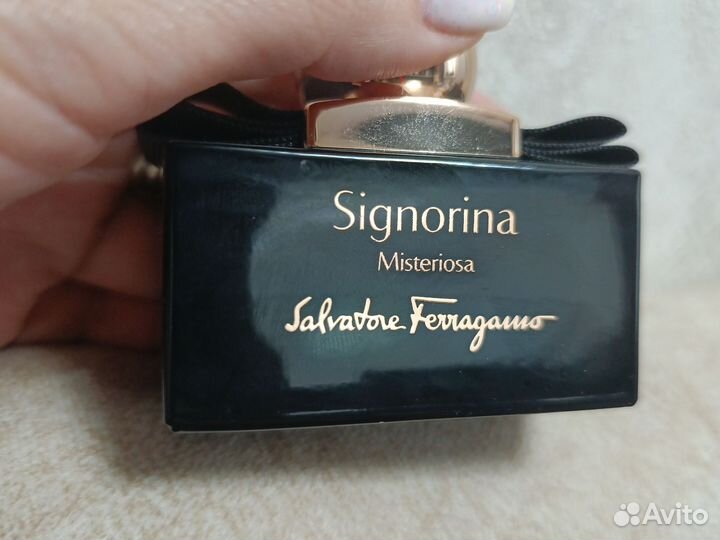 Signorina
Misteriosa
Salvatore Ferragamo
Avito